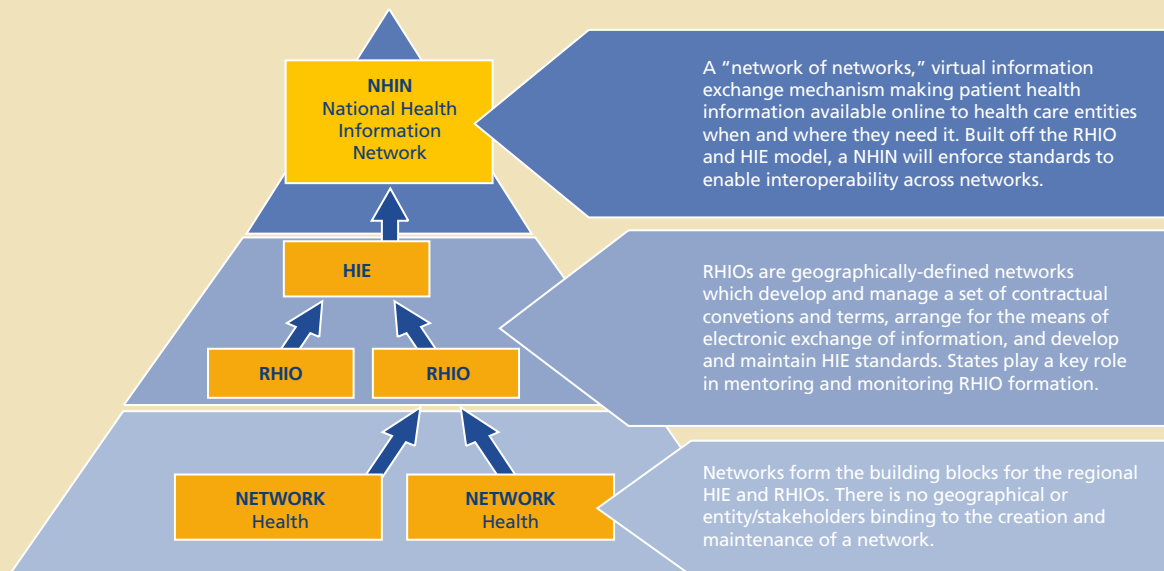 NHIN
National Health
Information
Network
A “network of networks,” virtual information
exchange mechanism making patient health
information available online to health care entities
when and where they need it. Built off the RHIO
and HIE model, a NHIN will enforce standards to
enable interoperability across networks.
HIE
RHIO
RHIO
RHIOs are geographically-defined networks
which develop and manage a set of contractual
convetions and terms, arrange for the means of
electronic exchange of information, and develop
and maintain HIE standards. States play a key role
in mentoring and monitoring RHIO formation.
NETWORK
Health
NETWORK
Health
Networks form the building blocks for the regional
HIE and RHIOs. There is no geographical or
entity/stakeholders binding to the creation and
maintenance of a network.